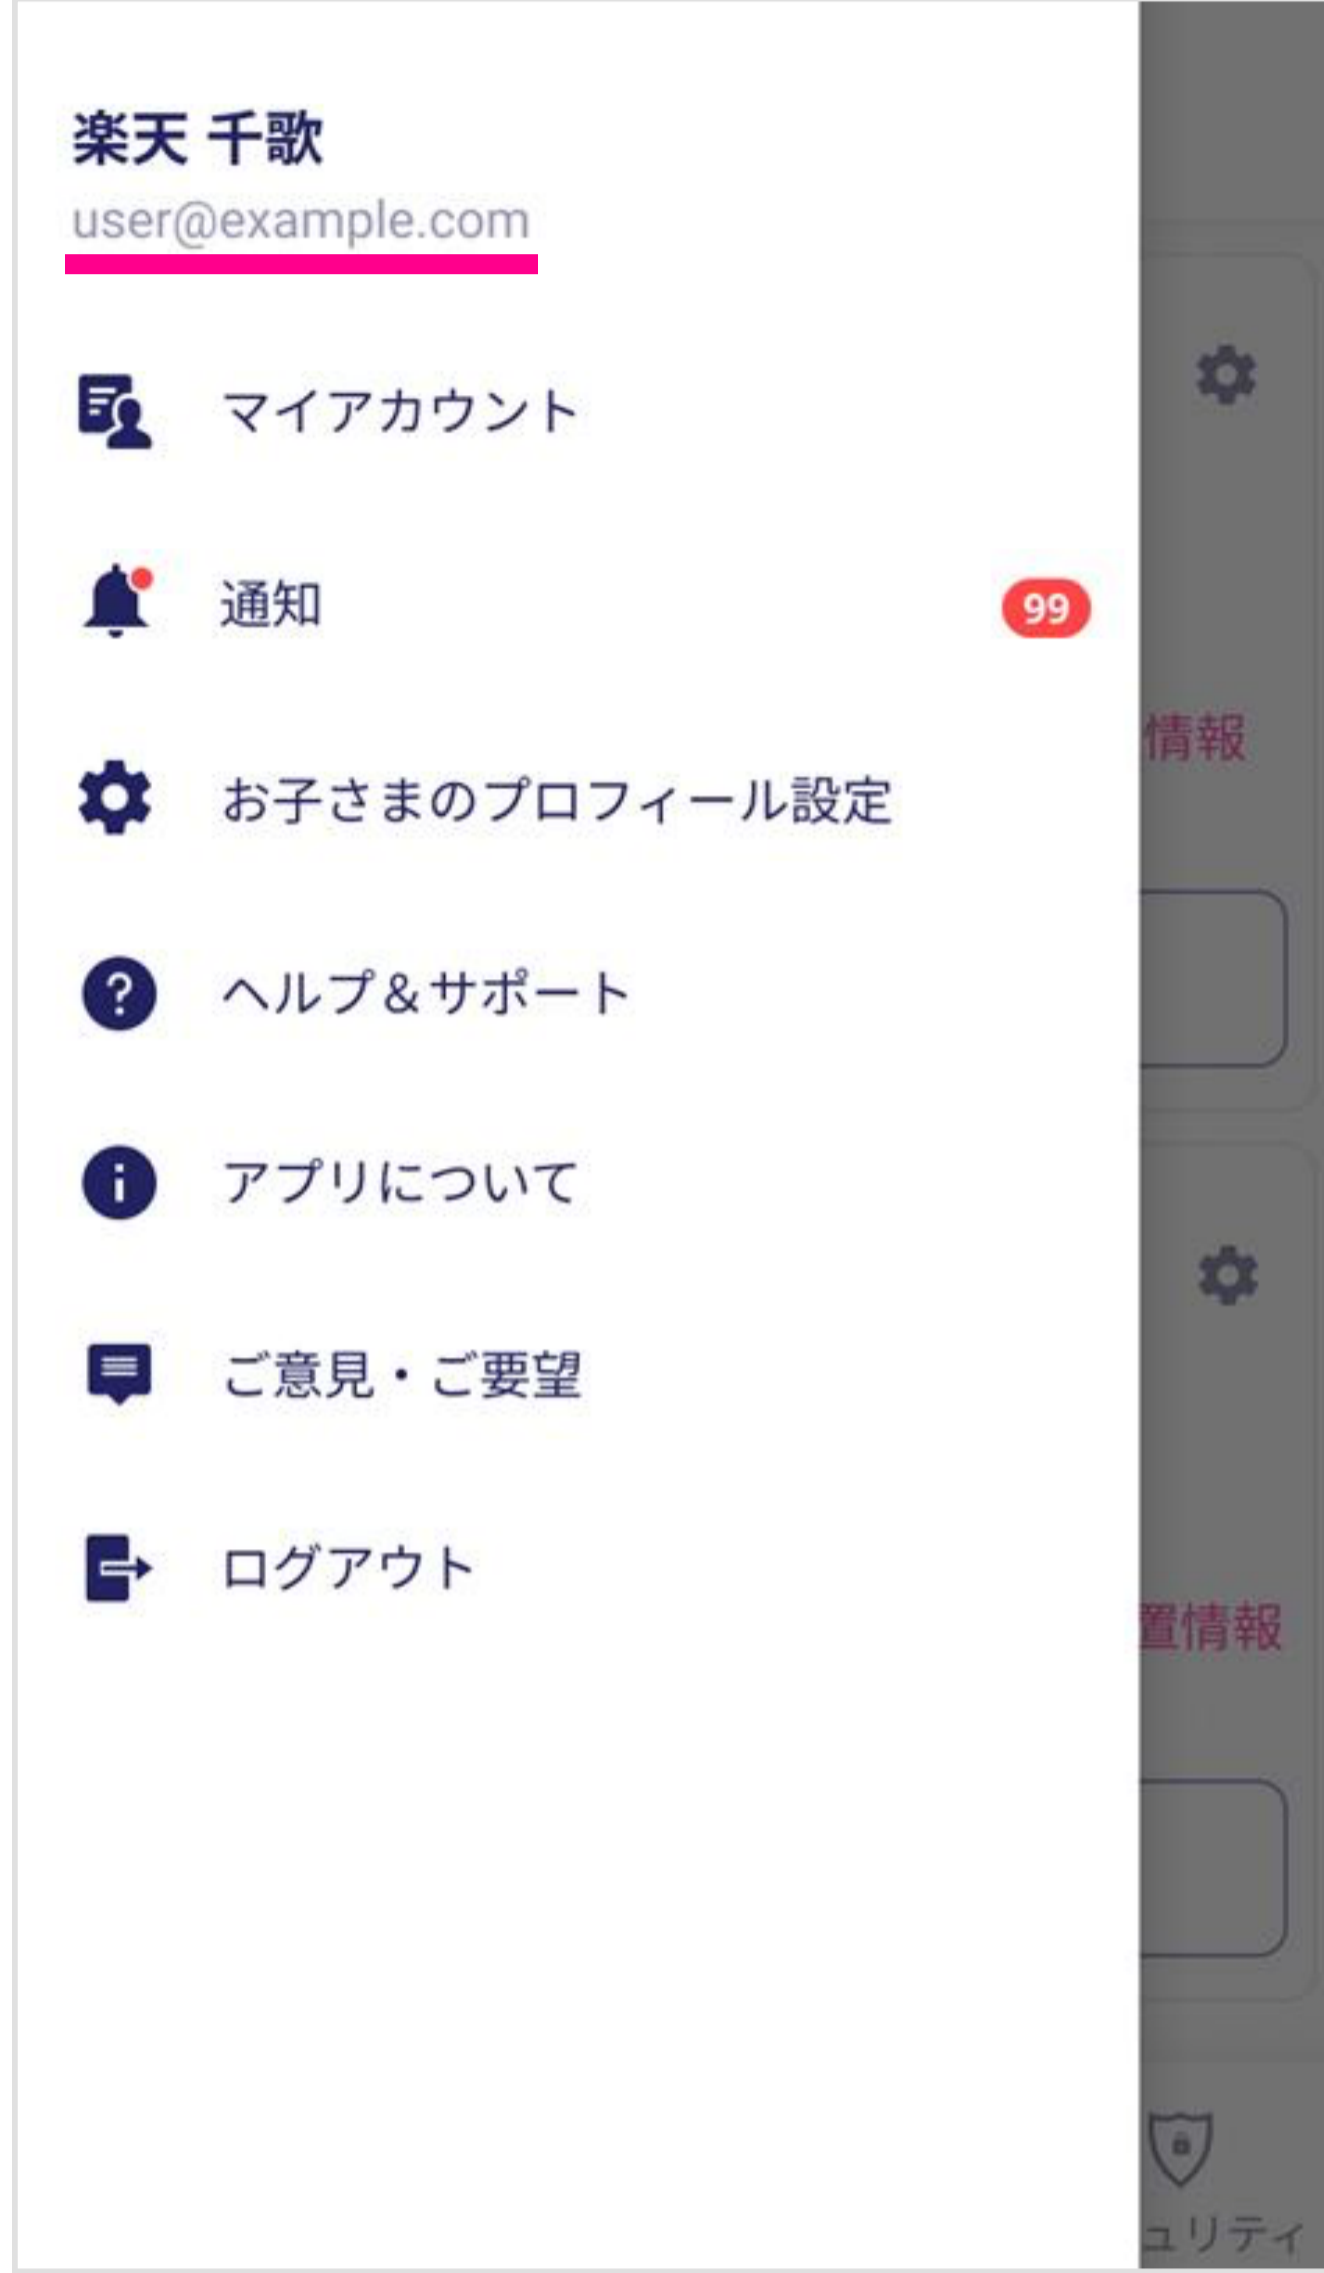 楽天 千歌
user@example.com
マイアカウント
通知
99
情報
お子さまのプロフィール設定
ヘルプ&サポート
アプリについて
ご意見・ご要望
ログアウト
置情報
ュリティ